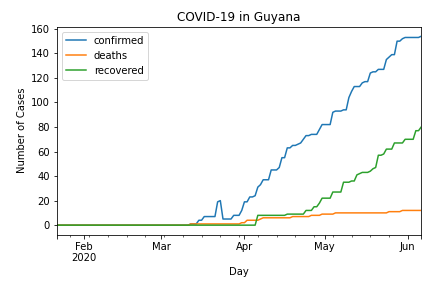 COVID-19 in Guyana
160
140
120
100
80
60
40
20
0
Number of Cases
confirmed
deaths
recovered
Feb
2020
Mar
Apr
May
Jun
Day